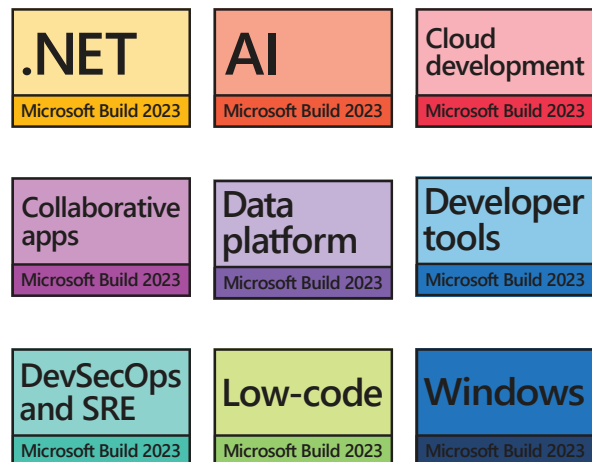 .NET
Microsoft Build 2023
AI
Microsoft Build 2023
Cloud
development
Microsoft Build 2023
Collaborative
apps
Microsoft Build 2023
Data
platform
Microsoft Build 2023
Developer
tools
Microsoft Build 2023
DevSecOps
and SRE
Microsoft Build 2023
Low-code
Microsoft Build 2023
Windows
Microsoft Build 2023